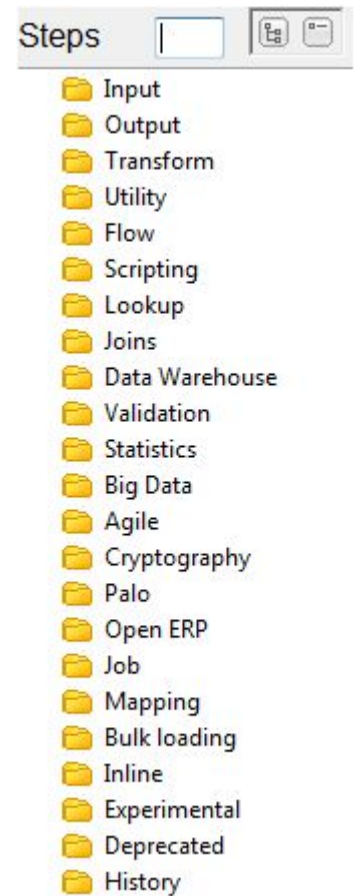 Steps
Input
Output
Transform
Utility
Flow
Scripting
Lookup
Joins
Data Warehouse
Validation
Statistics
Big Data
Agile
Cryptography
Palo
Open ERP
Job
Mapping
Bulk loading
Inline
Experimental
Deprecated
History